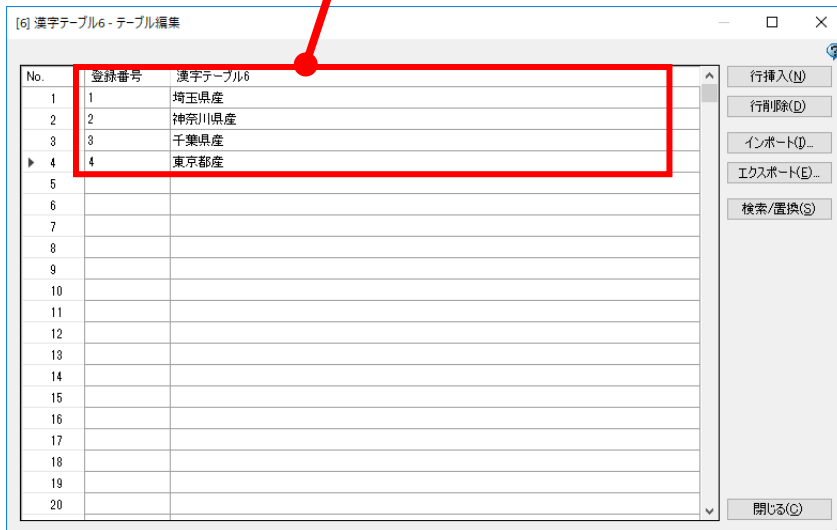 [6] 漢字テーブル6 - テーブル編集
No. 登録番号 漢字テーブル6
1 1 埼玉県産
2 2 神奈川県産
3 3 千葉県産
4 4 東京都産
5
6
7
8
9
10
11
12
13
14
15
16
17
18
19
20
行挿入(N)
行削除(D)
インポート(I)...
エクスポート(E)...
検索/置換(S)
閉じる(C)